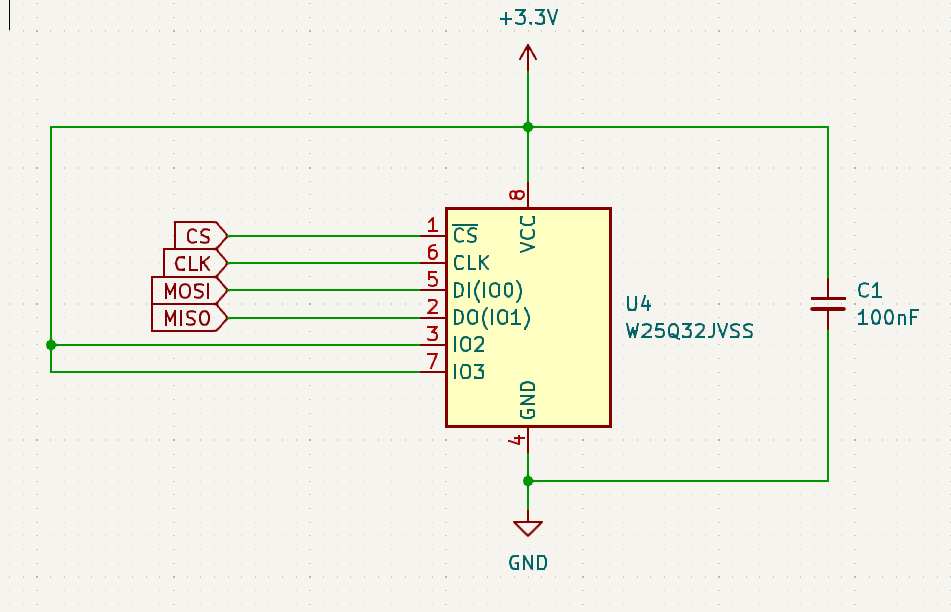 +3.3V
8
VCC
CS
1
CS
CLK
6
CLK
MOSI
5
DI(IO0)
MISO
2
DO(IO1)
3
IO2
7
IO3
GND
4
U4
W25Q32JVSS
C1
100nF
GND